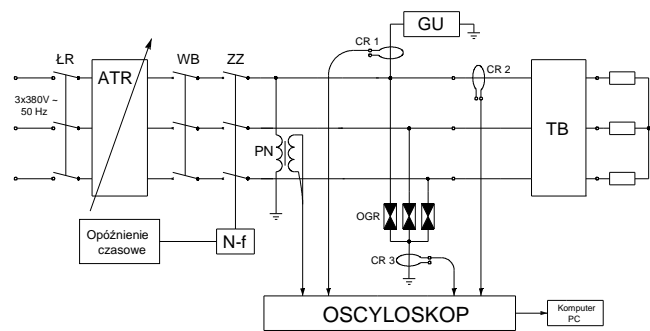 GU
CR 1
ŁR
ATR
WB
ZZ
CR 2
3x380V ~
50 Hz
TB
PN
OGR
Opóźnienie
czasowe
N-f
CR 3
OSCYLOSKOP
Komputer
PC